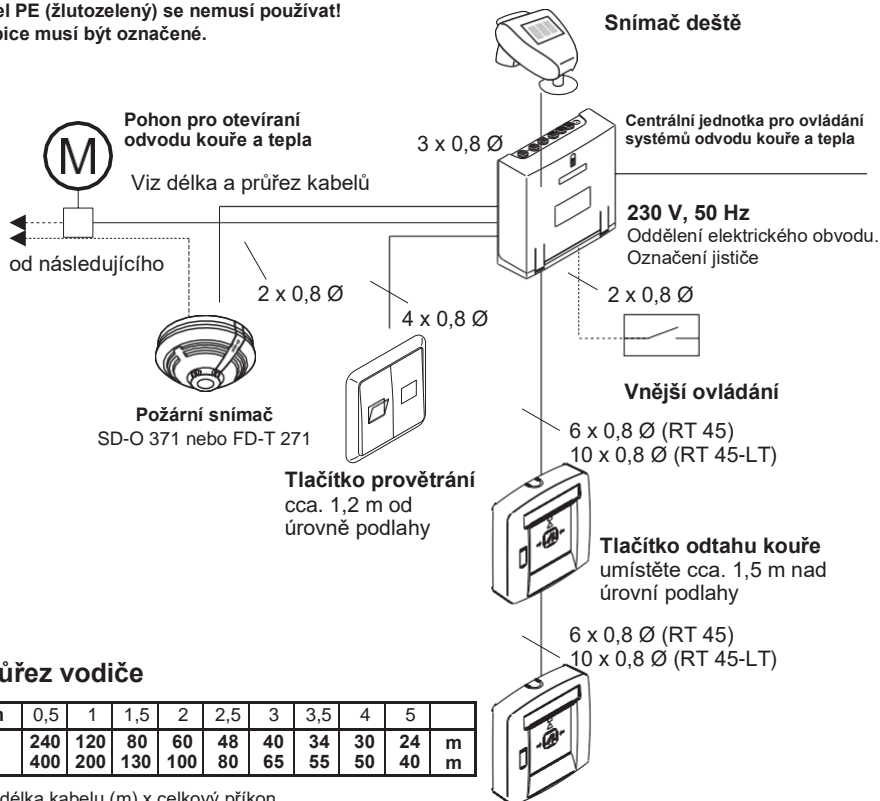 el PE (žlutozelený) se nemusí používat!
pice musí být označené.
Snímač deště
Pohon pro otevíraní
odvodu kouře a tepla
M
3 x 0,8 Ø
Centrální jednotka pro ovládání
systémů odvodu kouře a tepla
Viz délka a průřez kabelů
230 V, 50 Hz
Oddělení elektrického obvodu.
Označení jističe
od následujícího
2 x 0,8 Ø
4 x 0,8 Ø
2 x 0,8 Ø
Vnější ovládání
Požární snímač
SD-O 371 nebo FD-T 271
6 x 0,8 Ø (RT 45)
10 x 0,8 Ø (RT 45-LT)
Tlačítko provětrání
cca. 1,2 m od
úrovně podlahy
Tlačítko odtahu kouře
umístěte cca. 1,5 m nad
úrovní podlahy
6 x 0,8 Ø (RT 45)
10 x 0,8 Ø (RT 45-LT)
ůřez vodiče
0,5 1 1,5 2 2,5 3 3,5 4 5
240 120 80 60 48 40 34 30 24 m
400 200 130 100 80 65 55 50 40 m
délka kabelu (m) x celkový příkon